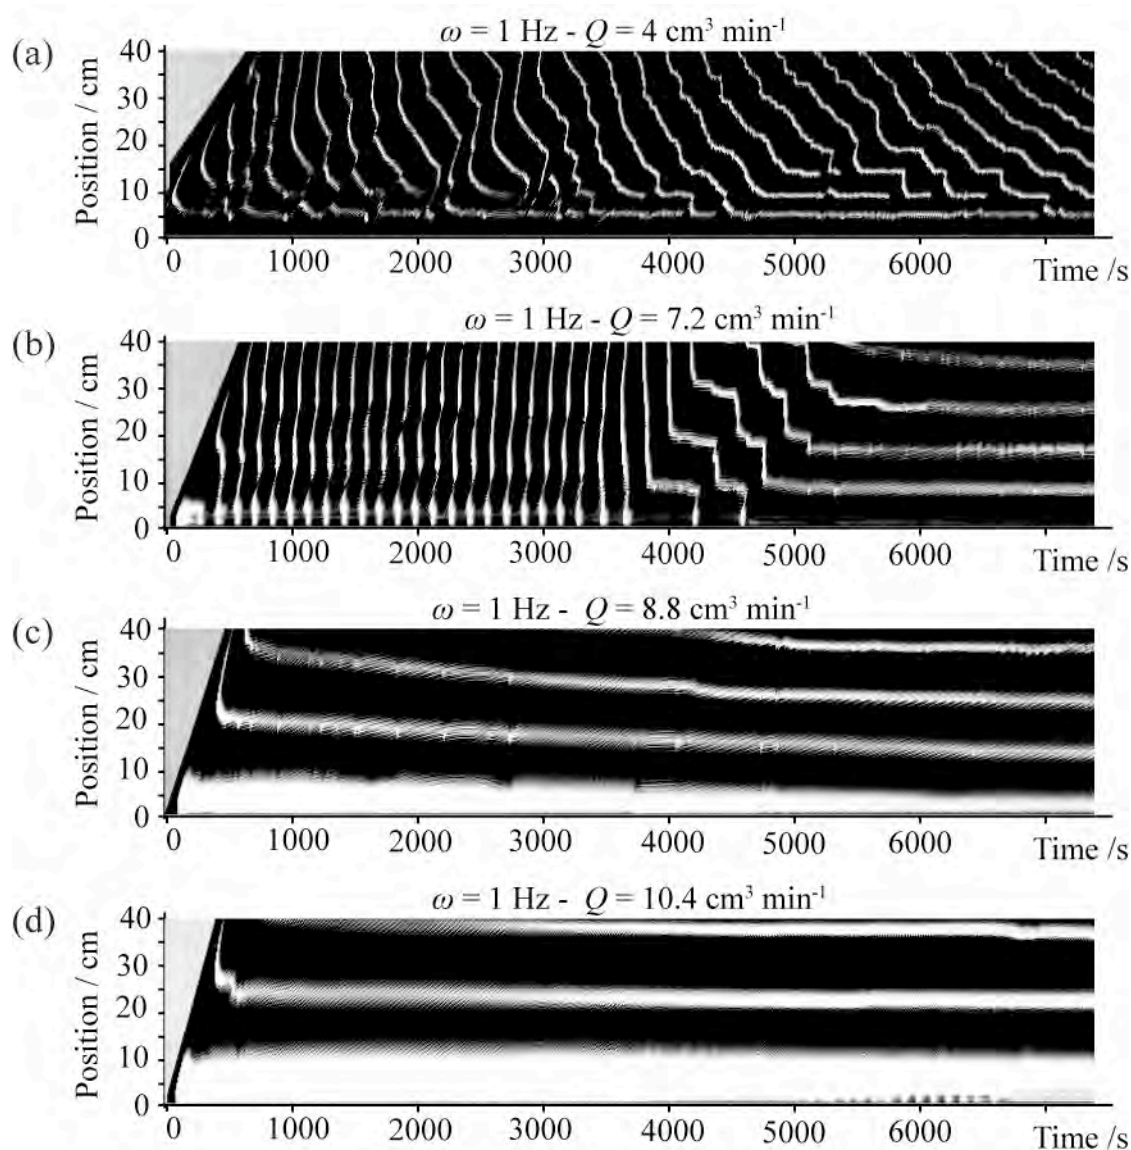 (a)
ω = 1 Hz - Q = 4 cm³ min⁻¹
Position / cm
40
30
20
10
0
0 1000 2000 3000 4000 5000 6000 Time /s
(b)
ω = 1 Hz - Q = 7.2 cm³ min⁻¹
Position / cm
40
30
20
10
0
0 1000 2000 3000 4000 5000 6000 Time /s
(c)
ω = 1 Hz - Q = 8.8 cm³ min⁻¹
Position / cm
40
30
20
10
0
0 1000 2000 3000 4000 5000 6000 Time /s
(d)
ω = 1 Hz - Q = 10.4 cm³ min⁻¹
Position / cm
40
30
20
10
0
0 1000 2000 3000 4000 5000 6000 Time /s